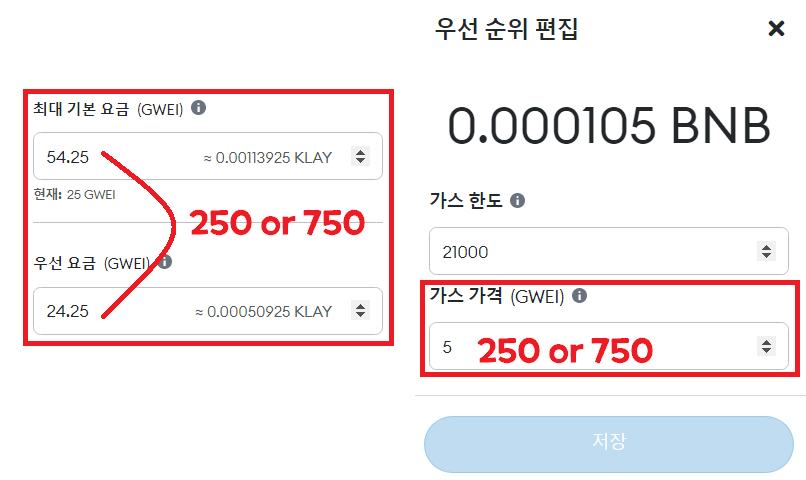 최대 기본 요금 (GWEI)
54.25 ≈ 0.00113925 KLAY
현재: 25 GWEI
250 or 750
우선 요금 (GWEI)
24.25 ≈ 0.00050925 KLAY
우선 순위 편집
0.000105 BNB
가스 한도
21000
가스 가격 (GWEI)
5 250 or 750
저장